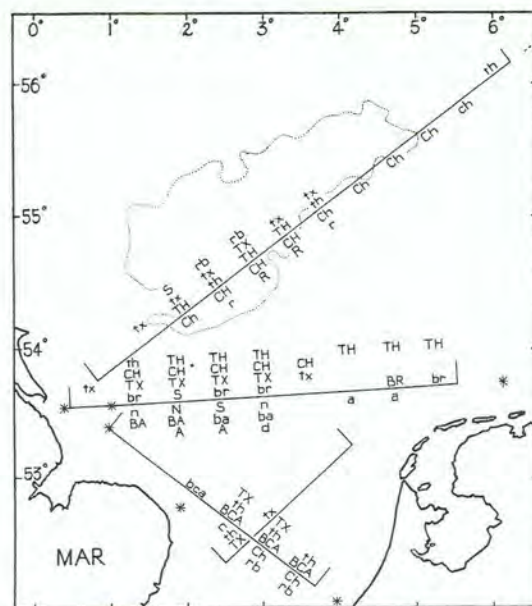 0° 1° 2° 3° 4° 5° 6°
56°
55°
54°
53°
th
ch
Ch
Ch
Ch
tx
th
Ch
r
tx
TH
CH
R
rb
TX
TH
CH
R
rb
tx
th
CH
r
S
tx
TH
Ch
tx
TH TH TH
th TH TH TH CH
CH CH CH CH tx
TX TX TX TX
tx br S br br BR br
n N S n a a
BA BA ba ba
A A d
bca
TX
th
BCA
tx
TX
th
BCA
th
BCA
Ch
rb
Ch
rb
MAR